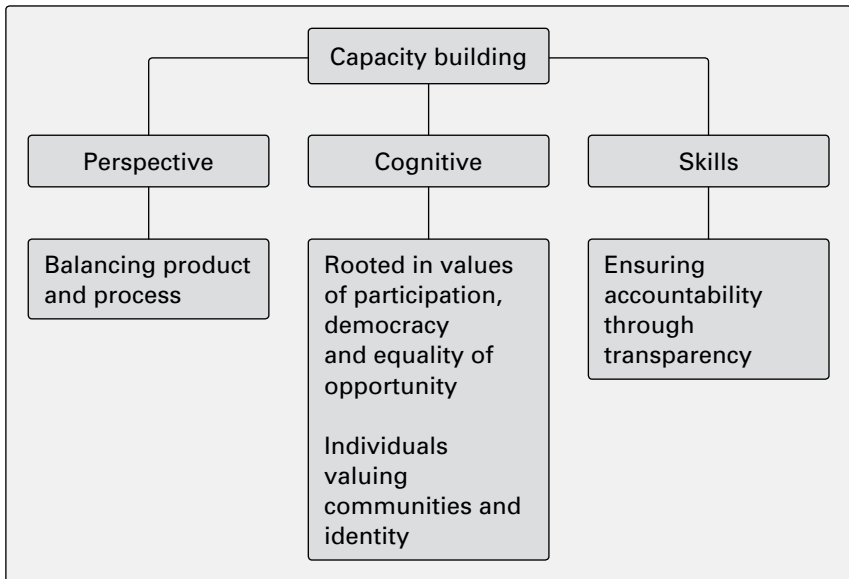 Capacity building
Perspective
Cognitive
Skills
Balancing product
and process
Rooted in values
of participation,
democracy
and equality of
opportunity
Individuals
valuing
communities and
identity
Ensuring
accountability
through
transparency